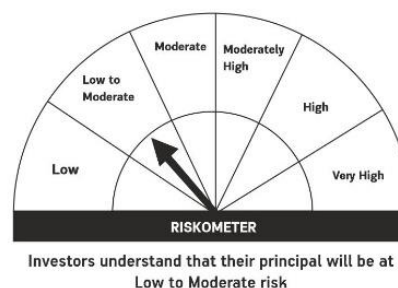 Moderate
Moderately
High
Low to
Moderate
High
Low
Very High
RISKOMETER
Investors understand that their principal will be at
Low to Moderate risk